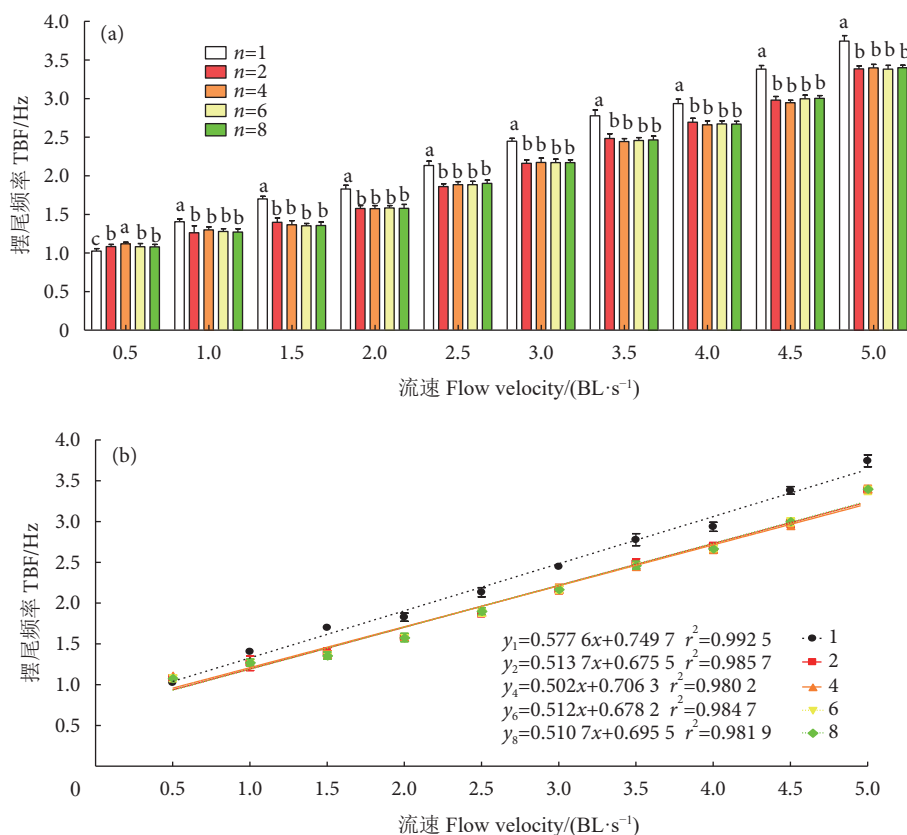 (a)
n=1
n=2
n=4
n=6
n=8
摆尾频率 TBF/Hz
4.0
3.5
3.0
2.5
2.0
1.5
1.0
0.5
0
c b a b b
a b b b b
a b b b b
a b b b b
a b b b b
a b b b b
a b b b b
a b b b b
a b b b b
a b b b b
0.5 1.0 1.5 2.0 2.5 3.0 3.5 4.0 4.5 5.0
流速 Flow velocity/(BL·s⁻¹)
(b)
摆尾频率 TBF/Hz
4.0
3.5
3.0
2.5
2.0
1.5
1.0
0.5
y₁=0.577 6x+0.749 7 r²=0.992 5 1
y₂=0.513 7x+0.675 5 r²=0.985 7 2
y₄=0.502x+0.706 3 r²=0.980 2 4
y₆=0.512x+0.678 2 r²=0.984 7 6
y₈=0.510 7x+0.695 5 r²=0.981 9 8
0 0.5 1.0 1.5 2.0 2.5 3.0 3.5 4.0 4.5 5.0
流速 Flow velocity/(BL·s⁻¹)